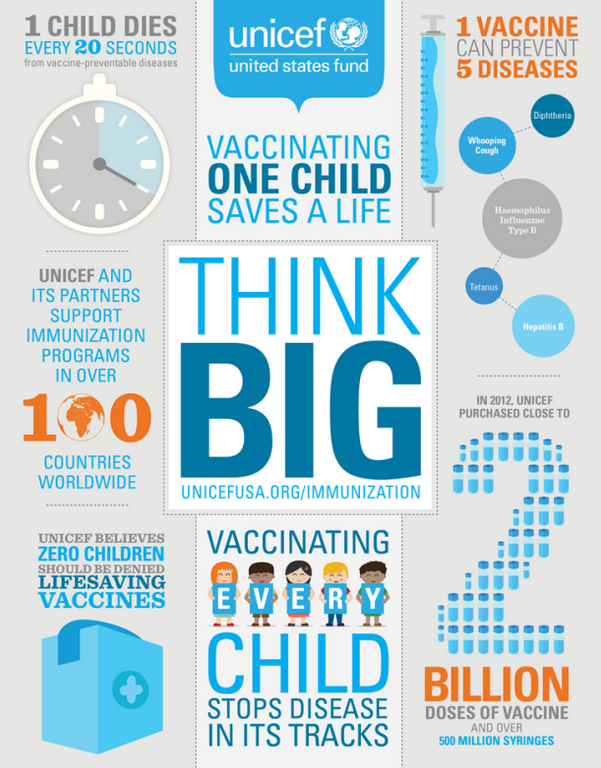 1 CHILD DIES
EVERY 20 SECONDS
from vaccine-preventable diseases
unicef
united states fund
VACCINATING
ONE CHILD
SAVES A LIFE
1 VACCINE
CAN PREVENT
5 DISEASES
Diphtheria
Whooping
Cough
Haemophilus
Influenzae
Type B
Tetanus
Hepatitis B
UNICEF AND
ITS PARTNERS
SUPPORT
IMMUNIZATION
PROGRAMS
IN OVER
100
COUNTRIES
WORLDWIDE
THINK
BIG
UNICEFUSA.ORG/IMMUNIZATION
IN 2012, UNICEF
PURCHASED CLOSE TO
2
BILLION
DOSES OF VACCINE
AND OVER
500 MILLION SYRINGES
UNICEF BELIEVES
ZERO CHILDREN
SHOULD BE DENIED
LIFESAVING
VACCINES
VACCINATING
EVERY
CHILD
STOPS DISEASE
IN ITS TRACKS